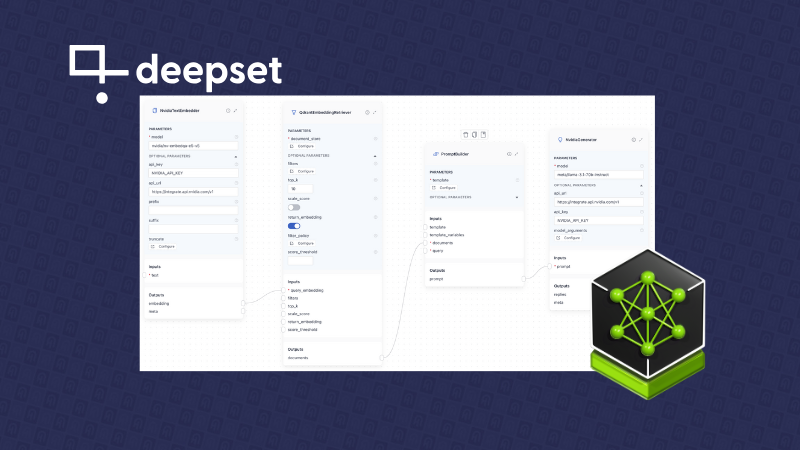 deepset
NvidiaTextEmbedder
PARAMETERS
* model
nvidia/nv-embedqa-e5-v5
OPTIONAL PARAMETERS
api_key
NVIDIA_API_KEY
api_url
https://integrate.api.nvidia.com/v1
prefix
suffix
truncate
Configure
Inputs
* text
Outputs
embedding
meta
QdrantEmbeddingRetriever
PARAMETERS
* document_store
Configure
OPTIONAL PARAMETERS
filters
Configure
top_k
10
scale_score
return_embedding
filter_policy
Configure
score_threshold
Inputs
* query_embedding
filters
top_k
scale_score
return_embedding
score_threshold
Outputs
documents
PromptBuilder
PARAMETERS
* template
Configure
OPTIONAL PARAMETERS
Inputs
template
template_variables
* documents
* query
Outputs
prompt
NvidiaGenerator
PARAMETERS
* model
meta/llama-3.1-70b-instruct
OPTIONAL PARAMETERS
api_url
https://integrate.api.nvidia.com/v1
api_key
NVIDIA_API_KEY
model_arguments
Configure
Inputs
* prompt
Outputs
replies
meta